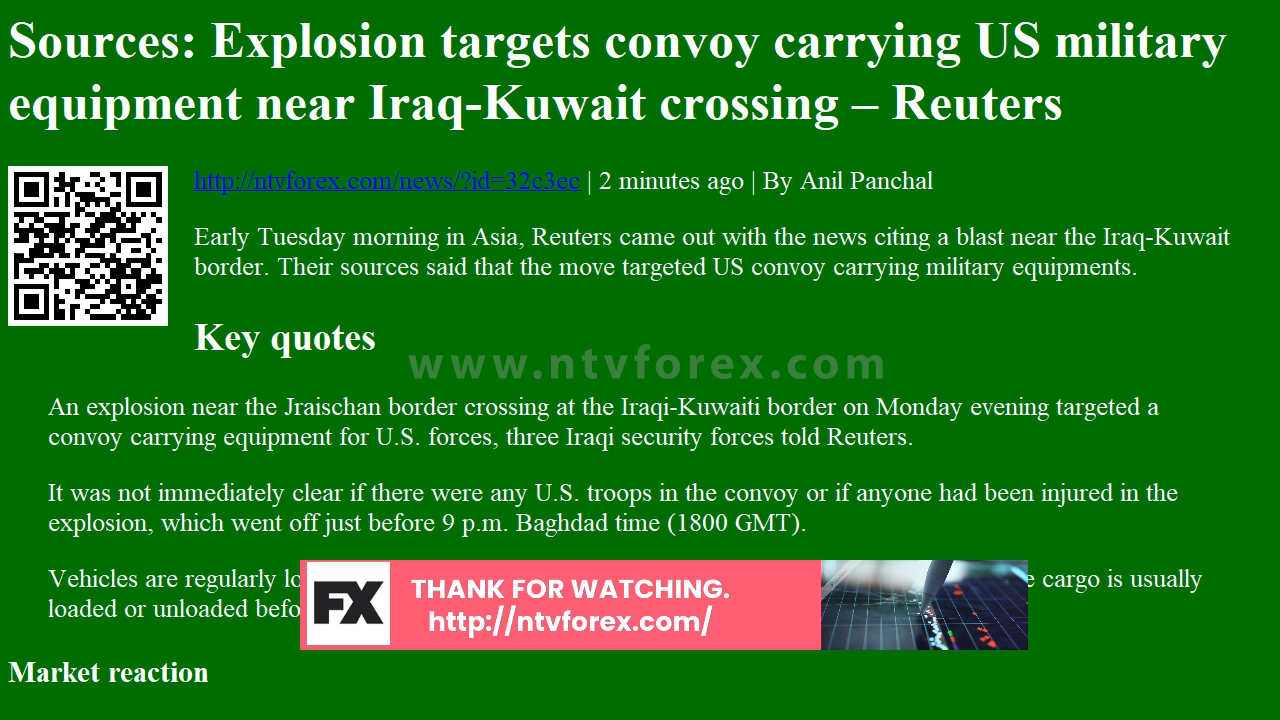 Sources: Explosion targets convoy carrying US military
equipment near Iraq-Kuwait crossing – Reuters
http://ntvforex.com/news/?id=32c3ec | 2 minutes ago | By Anil Panchal
Early Tuesday morning in Asia, Reuters came out with the news citing a blast near the Iraq-Kuwait
border. Their sources said that the move targeted US convoy carrying military equipments.
Key quotes
www.ntvforex.com
An explosion near the Jraischan border crossing at the Iraqi-Kuwaiti border on Monday evening targeted a
convoy carrying equipment for U.S. forces, three Iraqi security forces told Reuters.
It was not immediately clear if there were any U.S. troops in the convoy or if anyone had been injured in the
explosion, which went off just before 9 p.m. Baghdad time (1800 GMT).
Vehicles are regularly cargo is usually
loaded or unloaded
FX
THANK FOR WATCHING.
http://ntvforex.com/
Market reaction